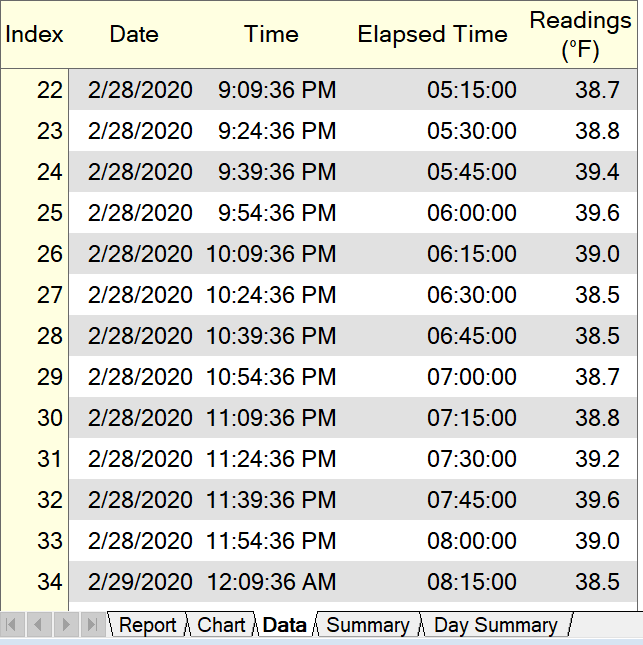 Index Date Time Elapsed Time Readings (°F)
22 2/28/2020 9:09:36 PM 05:15:00 38.7
23 2/28/2020 9:24:36 PM 05:30:00 38.8
24 2/28/2020 9:39:36 PM 05:45:00 39.4
25 2/28/2020 9:54:36 PM 06:00:00 39.6
26 2/28/2020 10:09:36 PM 06:15:00 39.0
27 2/28/2020 10:24:36 PM 06:30:00 38.5
28 2/28/2020 10:39:36 PM 06:45:00 38.5
29 2/28/2020 10:54:36 PM 07:00:00 38.7
30 2/28/2020 11:09:36 PM 07:15:00 38.8
31 2/28/2020 11:24:36 PM 07:30:00 39.2
32 2/28/2020 11:39:36 PM 07:45:00 39.6
33 2/28/2020 11:54:36 PM 08:00:00 39.0
34 2/29/2020 12:09:36 AM 08:15:00 38.5
Report Chart Data Summary Day Summary